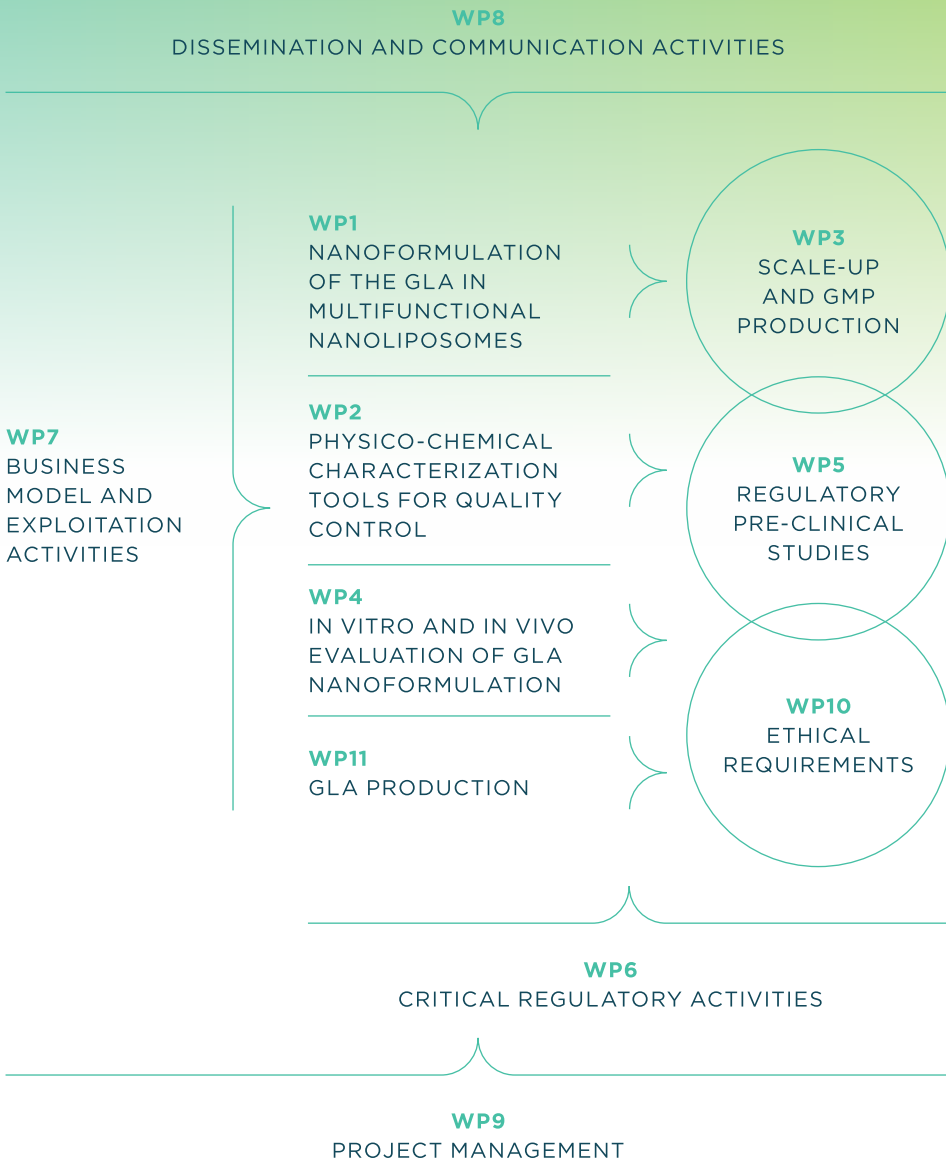 WP8
DISSEMINATION AND COMMUNICATION ACTIVITIES
WP7
BUSINESS
MODEL AND
EXPLOITATION
ACTIVITIES
WP1
NANOFORMULATION
OF THE GLA IN
MULTIFUNCTIONAL
NANOLIPOSOMES
WP2
PHYSICO-CHEMICAL
CHARACTERIZATION
TOOLS FOR QUALITY
CONTROL
WP4
IN VITRO AND IN VIVO
EVALUATION OF GLA
NANOFORMULATION
WP11
GLA PRODUCTION
WP3
SCALE-UP
AND GMP
PRODUCTION
WP5
REGULATORY
PRE-CLINICAL
STUDIES
WP10
ETHICAL
REQUIREMENTS
WP6
CRITICAL REGULATORY ACTIVITIES
WP9
PROJECT MANAGEMENT